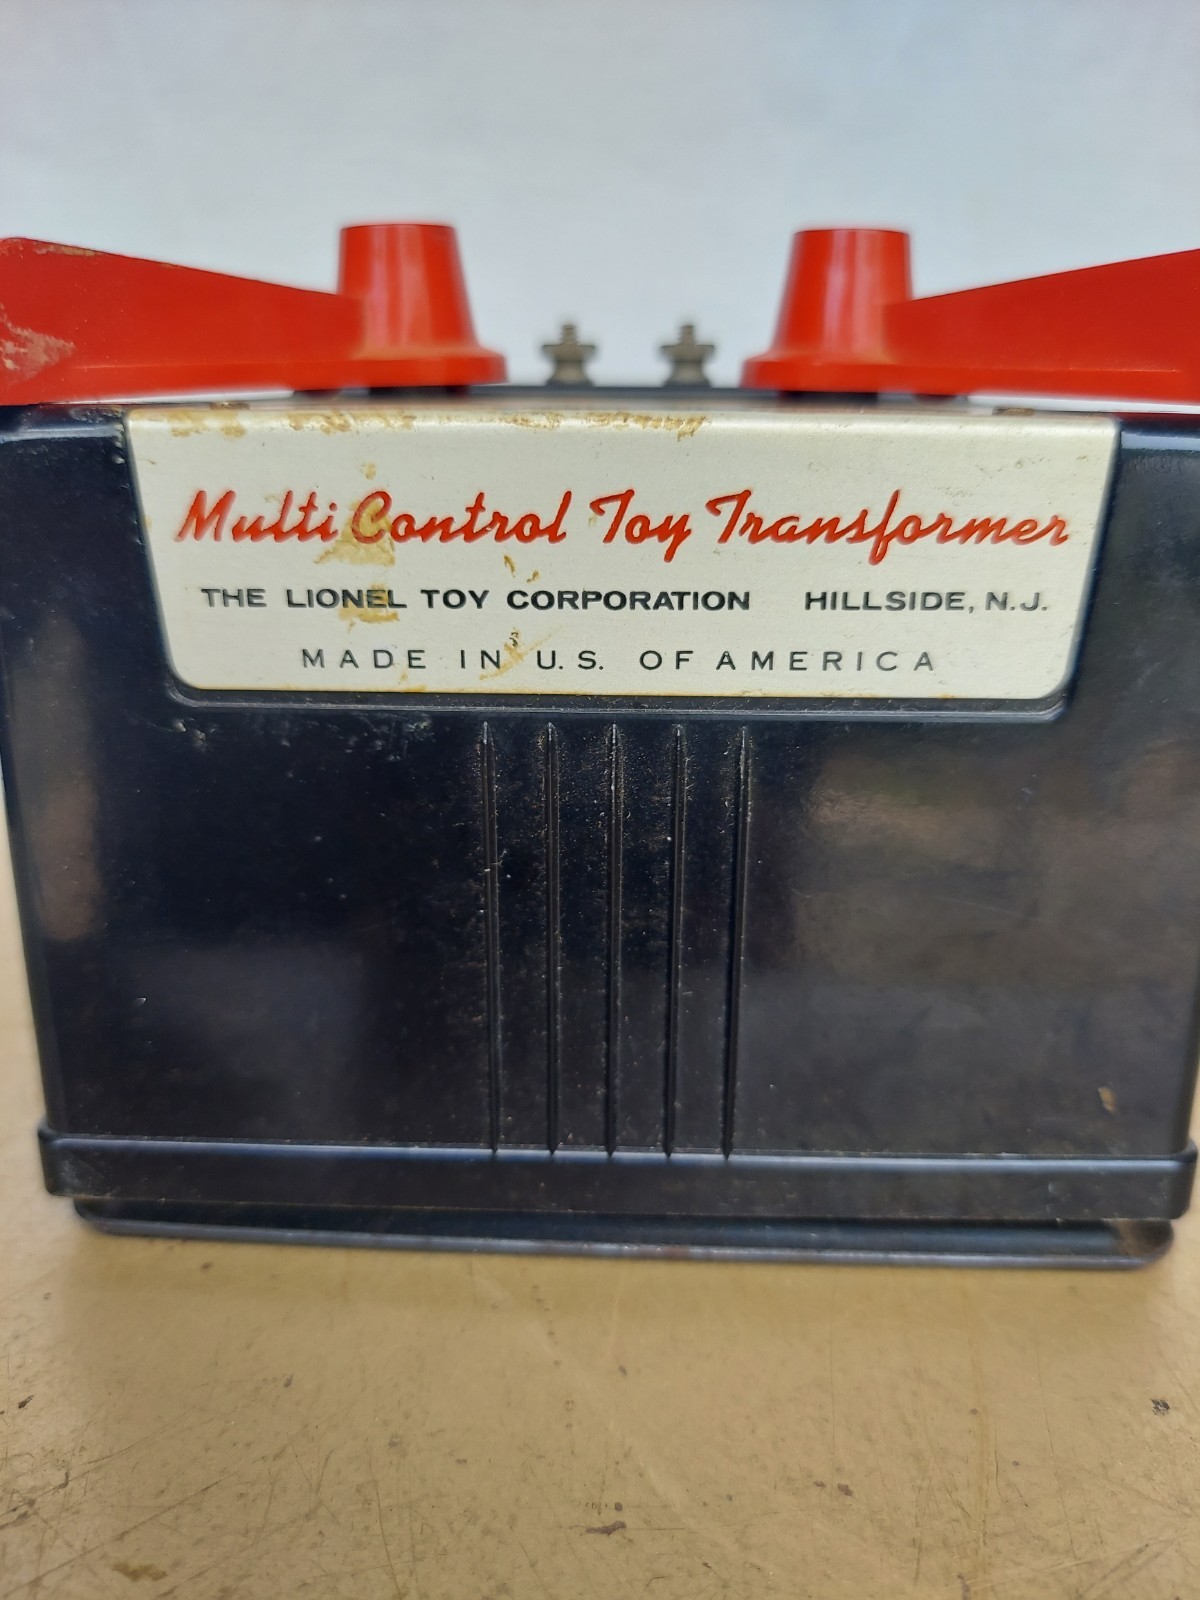 Multi Control Toy Transformer
THE LIONEL TOY CORPORATION HILLSIDE, N.J.
MADE IN U.S. OF AMERICA